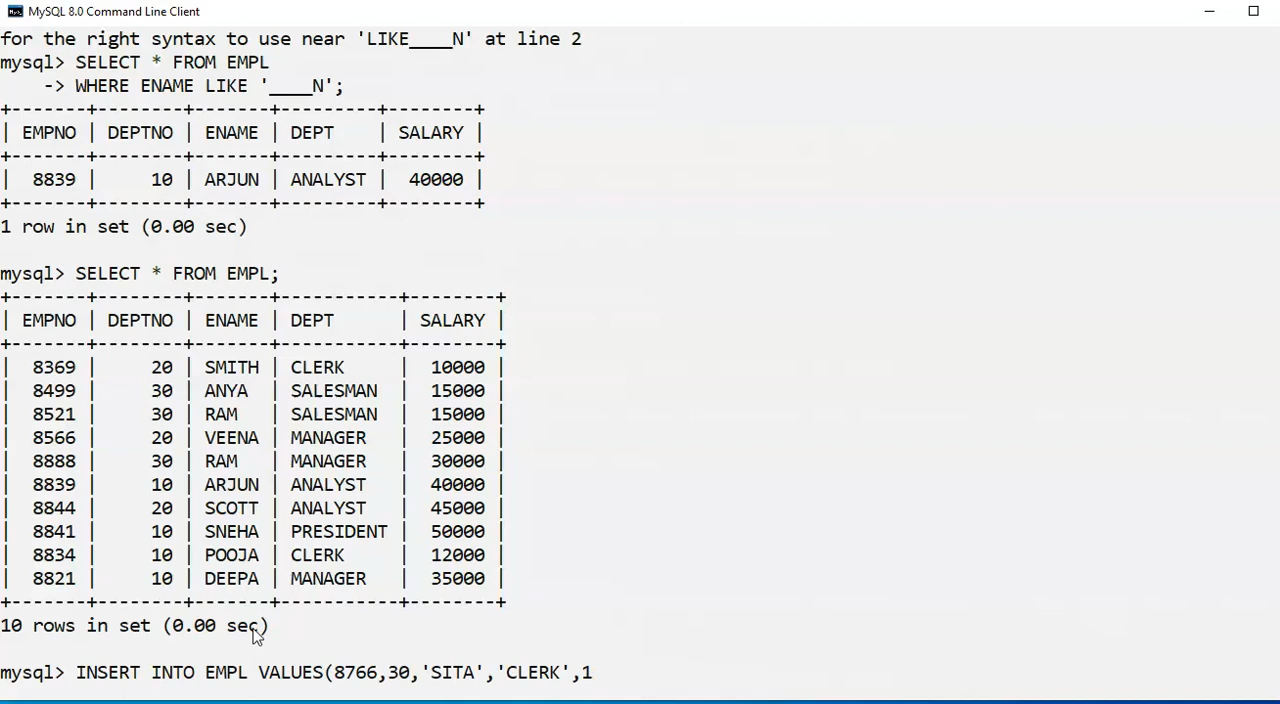 MySQL 8.0 Command Line Client
for the right syntax to use near 'LIKE____N' at line 2
mysql> SELECT * FROM EMPL
    -> WHERE ENAME LIKE '____N';
+-------+--------+-------+---------+--------+
| EMPNO | DEPTNO | ENAME | DEPT    | SALARY |
+-------+--------+-------+---------+--------+
|  8839 |     10 | ARJUN | ANALYST |  40000 |
+-------+--------+-------+---------+--------+
1 row in set (0.00 sec)
mysql> SELECT * FROM EMPL;
+-------+--------+-------+-----------+--------+
| EMPNO | DEPTNO | ENAME | DEPT      | SALARY |
+-------+--------+-------+-----------+--------+
|  8369 |     20 | SMITH | CLERK     |  10000 |
|  8499 |     30 | ANYA  | SALESMAN  |  15000 |
|  8521 |     30 | RAM   | SALESMAN  |  15000 |
|  8566 |     20 | VEENA | MANAGER   |  25000 |
|  8888 |     30 | RAM   | MANAGER   |  30000 |
|  8839 |     10 | ARJUN | ANALYST   |  40000 |
|  8844 |     20 | SCOTT | ANALYST   |  45000 |
|  8841 |     10 | SNEHA | PRESIDENT |  50000 |
|  8834 |     10 | POOJA | CLERK     |  12000 |
|  8821 |     10 | DEEPA | MANAGER   |  35000 |
+-------+--------+-------+-----------+--------+
10 rows in set (0.00 sec)
mysql> INSERT INTO EMPL VALUES(8766,30,'SITA','CLERK',1